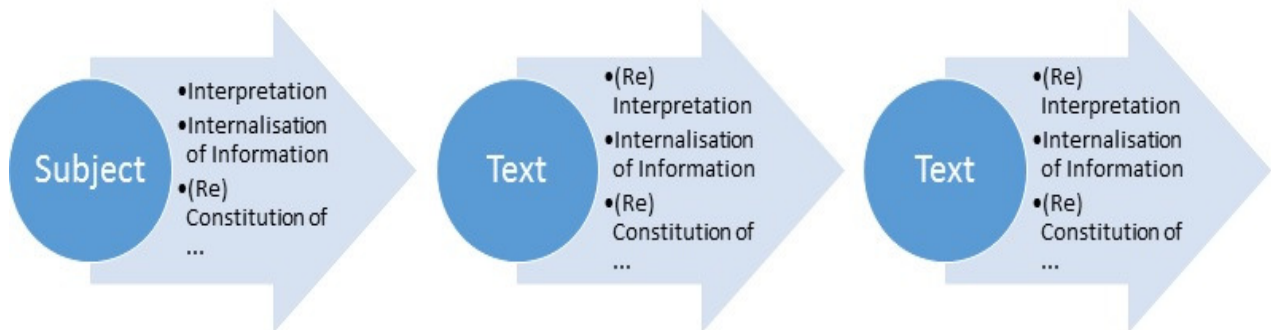 Subject
•Interpretation
•Internalisation
of Information
•(Re)
Constitution of
...
Text
•(Re)
Interpretation
•Internalisation
of Information
•(Re)
Constitution of
...
Text
•(Re)
Interpretation
•Internalisation
of Information
•(Re)
Constitution of
...